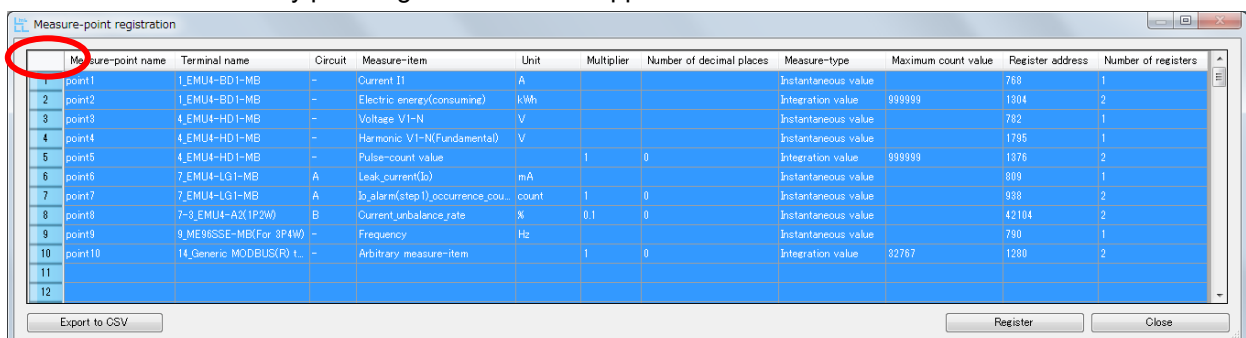 Measure-point registration
Measure-point name Terminal name Circuit Measure-item Unit Multiplier Number of decimal places Measure-type Maximum count value Register address Number of registers
1 point1 1_EMU4-BD1-MB - Current I1 A Instantaneous value 768 1
2 point2 1_EMU4-BD1-MB - Electric energy(consuming) kWh Integration value 999999 1304 2
3 point3 4_EMU4-HD1-MB - Voltage V1-N V Instantaneous value 782 1
4 point4 4_EMU4-HD1-MB - Harmonic V1-N(Fundamental) V Instantaneous value 1795 1
5 point5 4_EMU4-HD1-MB - Pulse-count value 1 0 Integration value 999999 1376 2
6 point6 7_EMU4-LG1-MB A Leak_current(Io) mA Instantaneous value 809 1
7 point7 7_EMU4-LG1-MB A Io_alarm(step1)_occurrence_cou... count 1 0 Instantaneous value 938 2
8 point8 7-3_EMU4-A2(1P2W) B Current_unbalance_rate % 0.1 0 Instantaneous value 42104 2
9 point9 9_ME96SSE-MB(For 3P4W) - Frequency Hz Instantaneous value 790 1
10 point10 14_Generic MODBUS(R) t... - Arbitrary measure-item 1 0 Integration value 32767 1280 2
11
12
Export to CSV Register Close